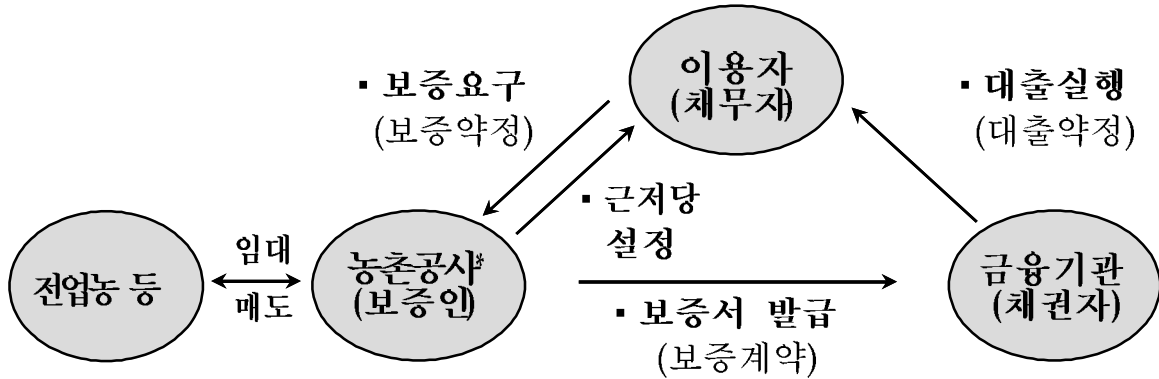 이용자
(채무자)
▪ 보증요구
(보증약정)
▪ 대출실행
(대출약정)
▪ 근저당
설정
전업농 등
임대
매도
농촌공사*
(보증인)
▪ 보증서 발급
(보증계약)
금융기관
(채권자)